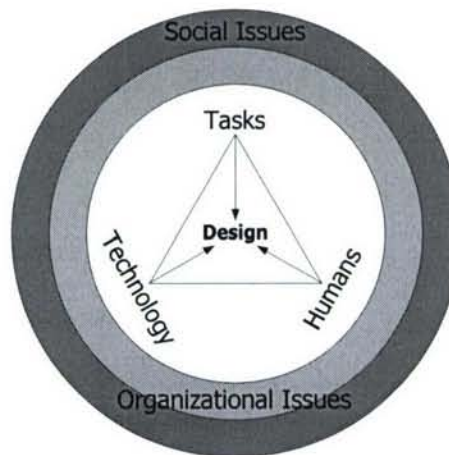 Social Issues
Tasks
Design
Technology
Humans
Organizational Issues